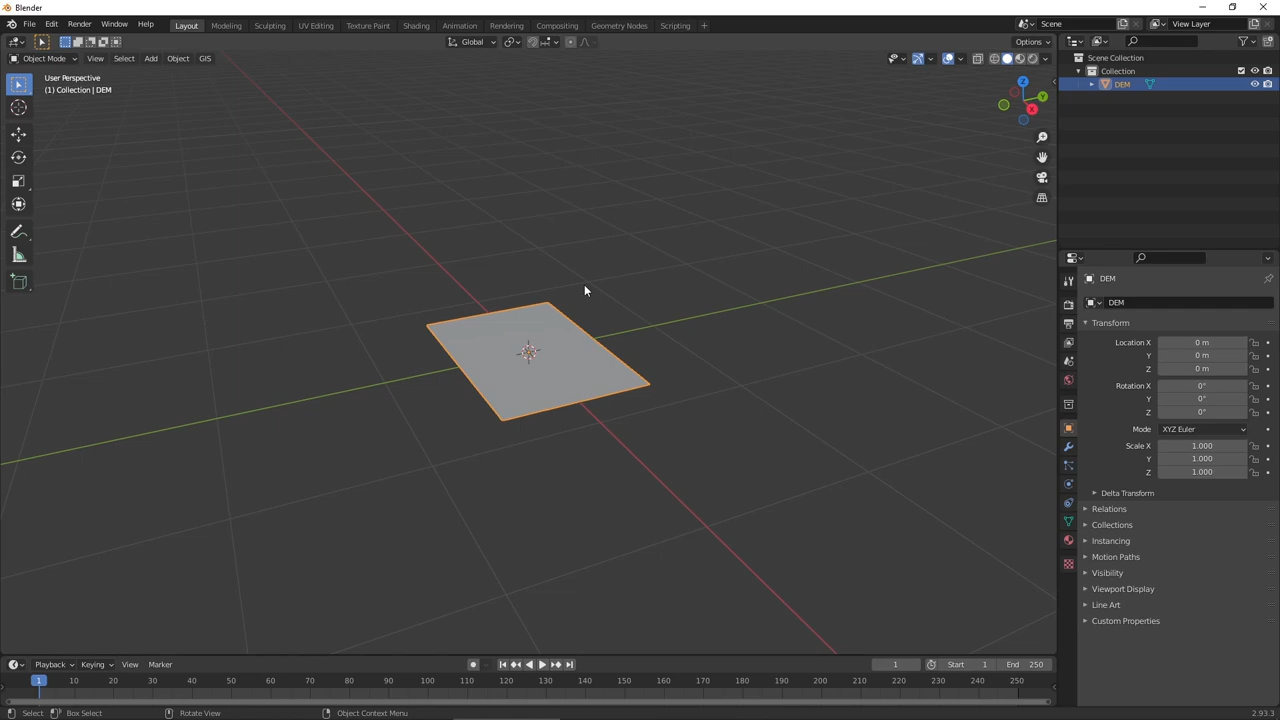 Blender
File Edit Render Window Help Layout Modeling Sculpting UV Editing Texture Paint Shading Animation Rendering Compositing Geometry Nodes Scripting + Scene View Layer
Global Options
Object Mode View Select Add Object GIS
User Perspective
(1) Collection | DEM
Z
Y
X
Scene Collection
Collection
DEM
DEM
DEM
Transform
Location X 0 m
Y 0 m
Z 0 m
Rotation X 0°
Y 0°
Z 0°
Mode XYZ Euler
Scale X 1.000
Y 1.000
Z 1.000
Delta Transform
Relations
Collections
Instancing
Motion Paths
Visibility
Viewport Display
Line Art
Custom Properties
Playback Keying View Marker 1 Start 1 End 250
1 10 20 30 40 50 60 70 80 90 100 110 120 130 140 150 160 170 180 190 200 210 220 230 240 250
Select Box Select Rotate View Object Context Menu 2.93.3